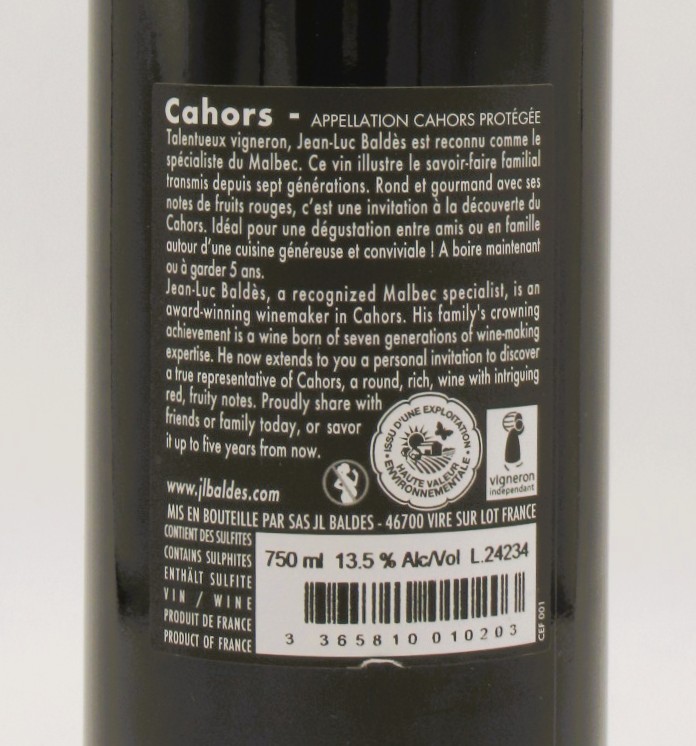 Cahors - APPELLATION CAHORS PROTÉGÉE
Talentueux vigneron, Jean-Luc Baldès est reconnu comme le
spécialiste du Malbec. Ce vin illustre le savoir-faire familial
transmis depuis sept générations. Rond et gourmand avec ses
notes de fruits rouges, c'est une invitation à la découverte du
Cahors. Idéal pour une dégustation entre amis ou en famille
autour d'une cuisine généreuse et conviviale ! A boire maintenant
ou à garder 5 ans.
Jean-Luc Baldès, a recognized Malbec specialist, is an
award-winning winemaker in Cahors. His family's crowning
achievement is a wine born of seven generations of wine-making
expertise. He now extends to you a personal invitation to discover
a true representative of Cahors, a round, rich, wine with intriguing
red, fruity notes. Proudly share with
friends or family today, or savor
it up to five years from now.
• ISSU D'UNE EXPLOITATION •
HAUTE VALEUR
ENVIRONNEMENTALE
vigneron
indépendant
www.jlbaldes.com
MIS EN BOUTEILLE PAR SAS JL BALDES - 46700 VIRE SUR LOT FRANCE
CONTIENT DES SULFITES
CONTAINS SULPHITES
ENTHÄLT SULFITE
VIN / WINE
PRODUIT DE FRANCE
PRODUCT OF FRANCE
750 ml 13.5 % Alc/Vol L.24234
3 365810 010203
CEF 001